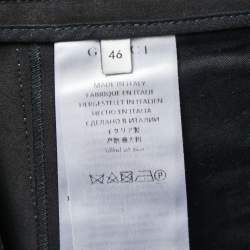 GUCCI
46
MADE IN ITALY
FABRIQUÉ EN ITALIE
HERGESTELLT IN ITALIEN
HECHO EN ITALIA
СДЕЛАНО В ИТАЛИИ
イタリア製